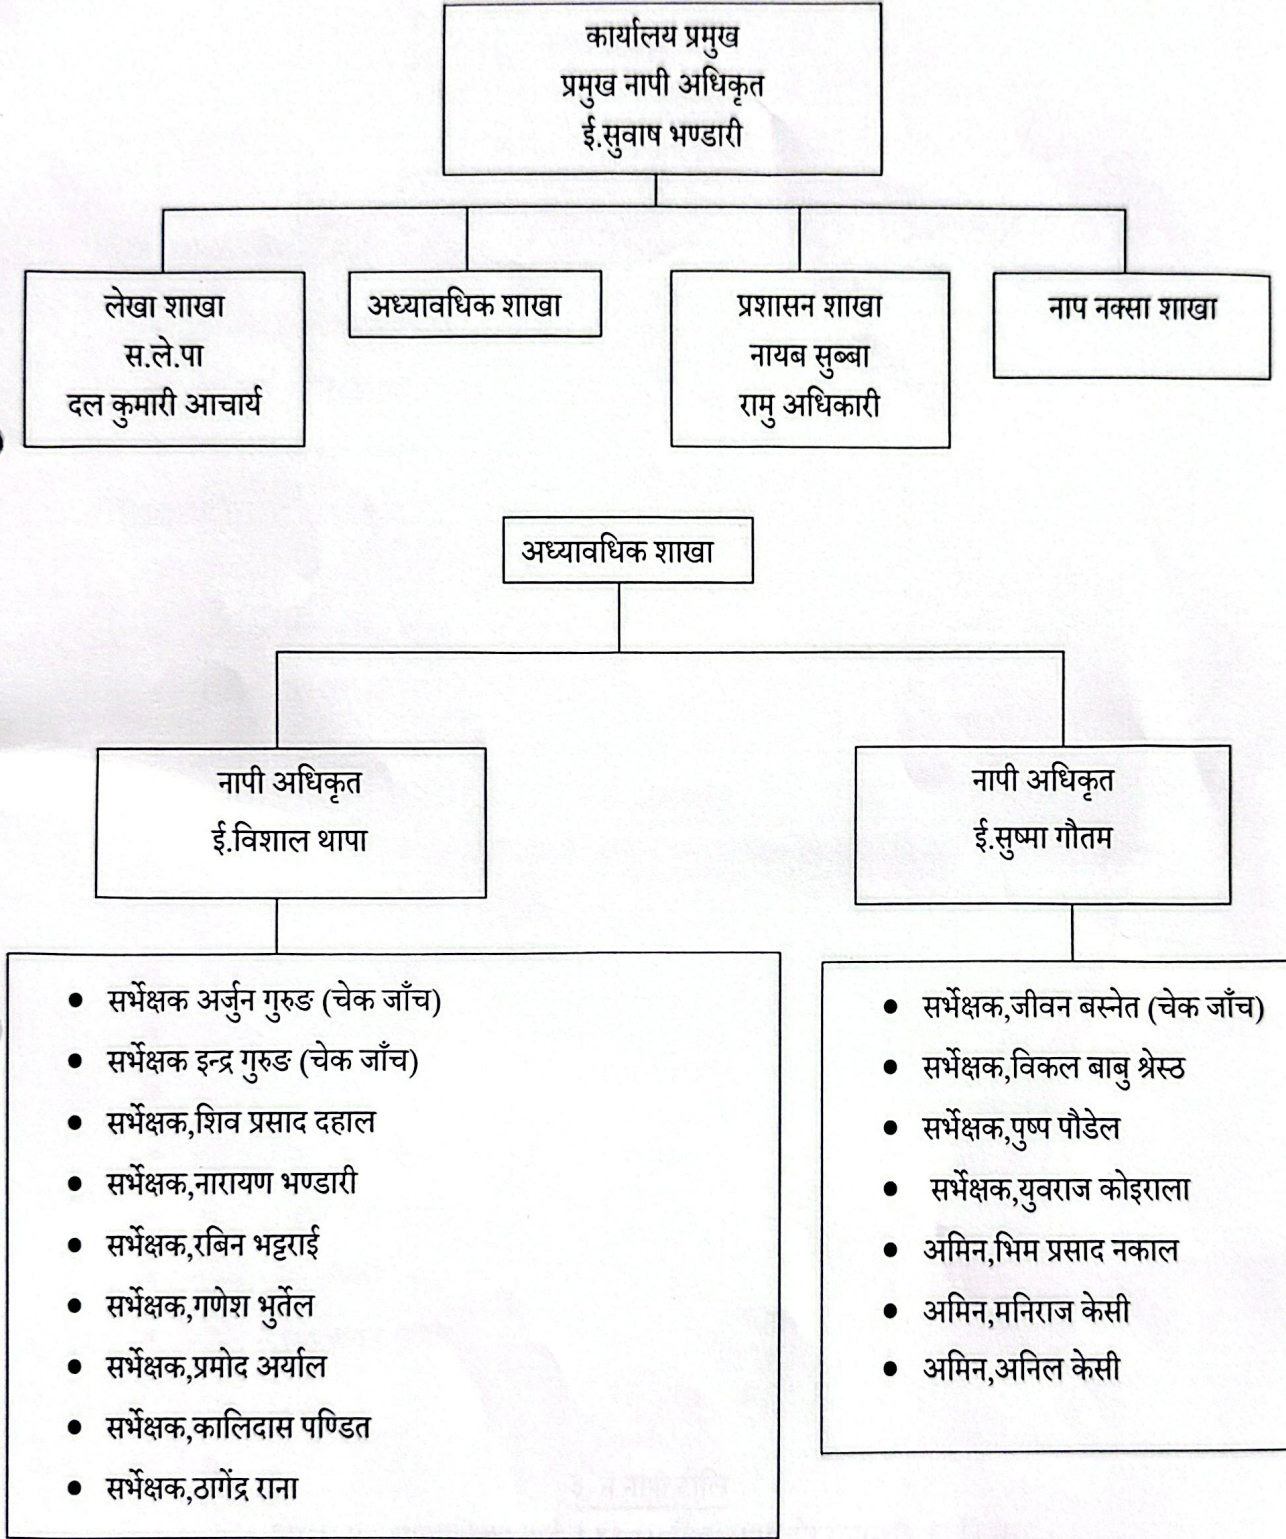 कार्यालय प्रमुख
प्रमुख नापी अधिकृत
ई.सुवाष भण्डारी
लेखा शाखा
स.ले.पा
दल कुमारी आचार्य
अध्यावधिक शाखा
प्रशासन शाखा
नायब सुब्बा
रामु अधिकारी
नाप नक्सा शाखा
अध्यावधिक शाखा
नापी अधिकृत
ई.विशाल थापा
नापी अधिकृत
ई.सुष्मा गौतम
• सर्भेक्षक अर्जुन गुरुङ (चेक जाँच)
• सर्भेक्षक इन्द्र गुरुङ (चेक जाँच)
• सर्भेक्षक,शिव प्रसाद दहाल
• सर्भेक्षक,नारायण भण्डारी
• सर्भेक्षक,रबिन भट्टराई
• सर्भेक्षक,गणेश भुर्तेल
• सर्भेक्षक,प्रमोद अर्याल
• सर्भेक्षक,कालिदास पण्डित
• सर्भेक्षक,ठागेंद्र राना
• सर्भेक्षक,जीवन बस्नेत (चेक जाँच)
• सर्भेक्षक,विकल बाबु श्रेस्ठ
• सर्भेक्षक,पुष्प पौडेल
• सर्भेक्षक,युवराज कोइराला
• अमिन,भिम प्रसाद नकाल
• अमिन,मनिराज केसी
• अमिन,अनिल केसी